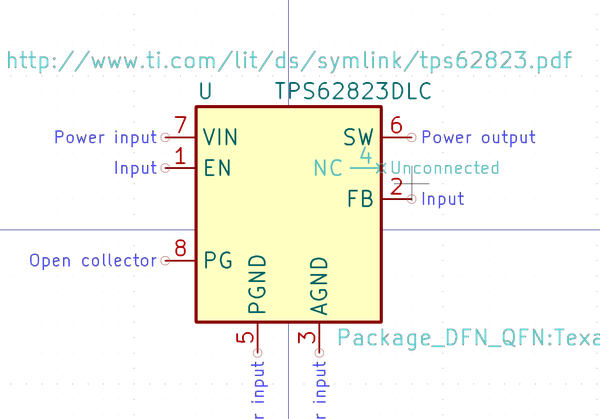 http://www.ti.com/lit/ds/symlink/tps62823.pdf
U TPS62823DLC
Power input 7 VIN SW 6 Power output
Input 1 EN NC 4 Unconnected
FB 2 Input
Open collector 8 PG
PGND AGND
5 3
Package_DFN_QFN:Texa
r input r input